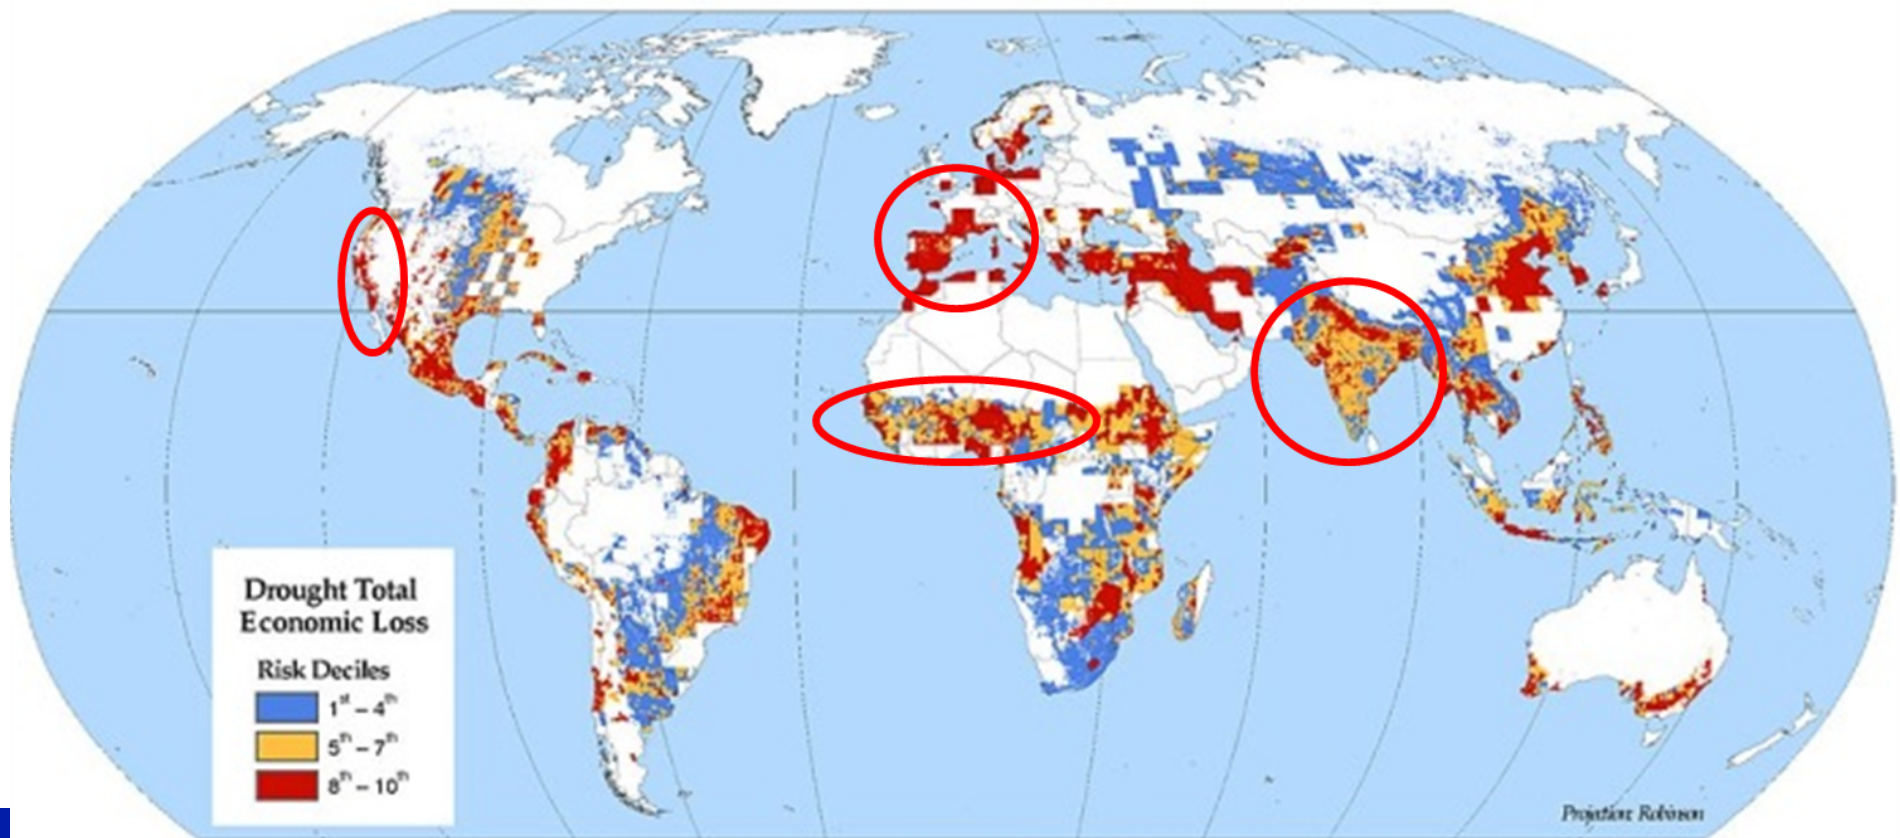 Drought Total
Economic Loss
Risk Deciles
1st – 4th
5th – 7th
8th – 10th
Projection: Robinson